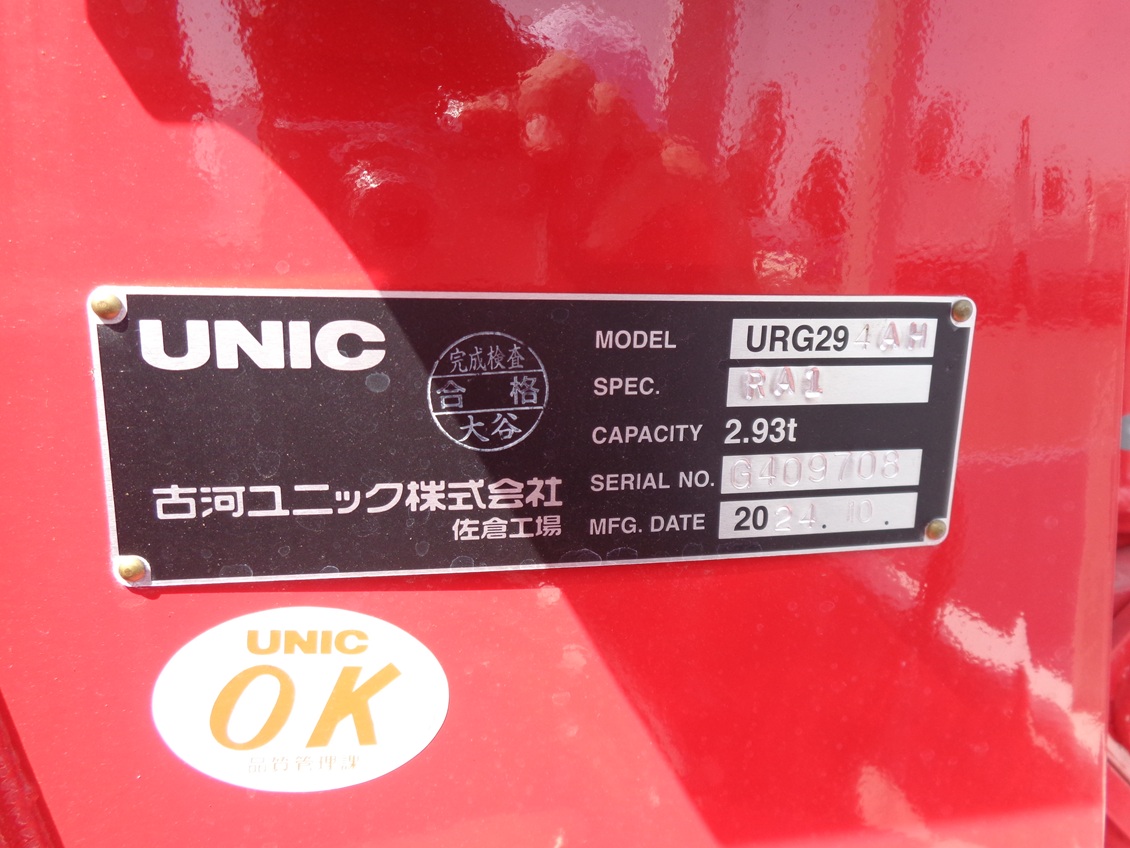 UNIC
完成検査
合格
大谷
古河ユニック株式会社
佐倉工場
MODEL URG294AH
SPEC. RA1
CAPACITY 2.93t
SERIAL NO. G409708
MFG. DATE 2024. 10.
UNIC
OK
品質管理課